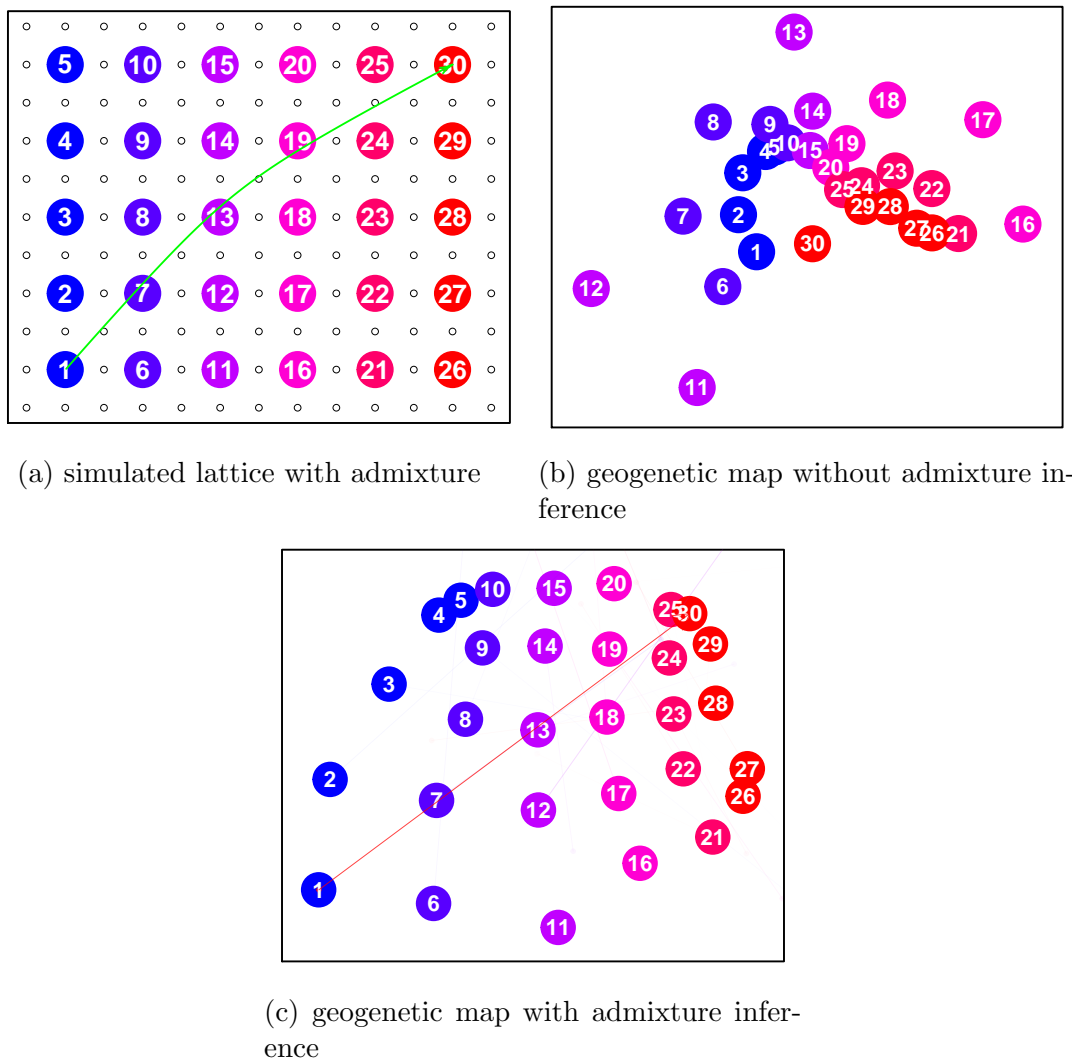 5 10 15 20 25 30
4 9 14 19 24 29
3 8 13 18 23 28
2 7 12 17 22 27
1 6 11 16 21 26
(a) simulated lattice with admixture
13
18
14
17
8 9
10 19
4 5 15
20
3 23
25 24 22
29 28
2
7
16
27 26 21
30
1
6
12
11
(b) geogenetic map without admixture in-
ference
20
10 15
5
4 25 30
29
9 14 19
24
3
28
23
8 18
13
27
22
2
26
17
7
12
21
16
1
6
11
(c) geogenetic map with admixture infer-
ence